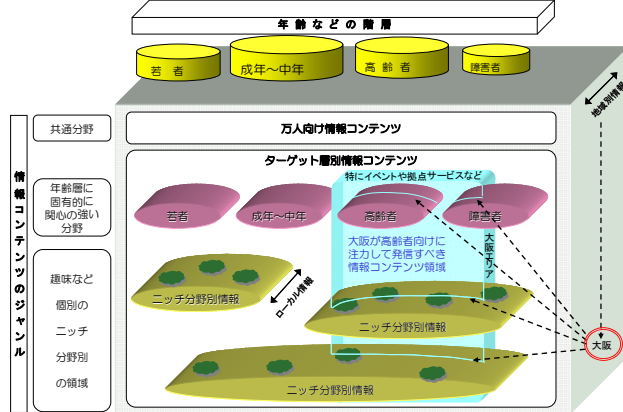 年齢などの階層
若　者
成年～中年
高　齢　者
障害者
地域別情報
情報コンテンツのジャンル
共通分野
万人向け情報コンテンツ
ターゲット層別情報コンテンツ
特にイベントや拠点サービスなど
年齢層に
固有的に
関心の強い
分野
若者
成年～中年
高齢者
障害者
大阪が高齢者向けに
注力して発信すべき
情報コンテンツ領域
大阪エリア
趣味など
個別の
ニッチ
分野別
の領域
ニッチ分野別情報
ローカル情報
ニッチ分野別情報
大阪
ニッチ分野別情報